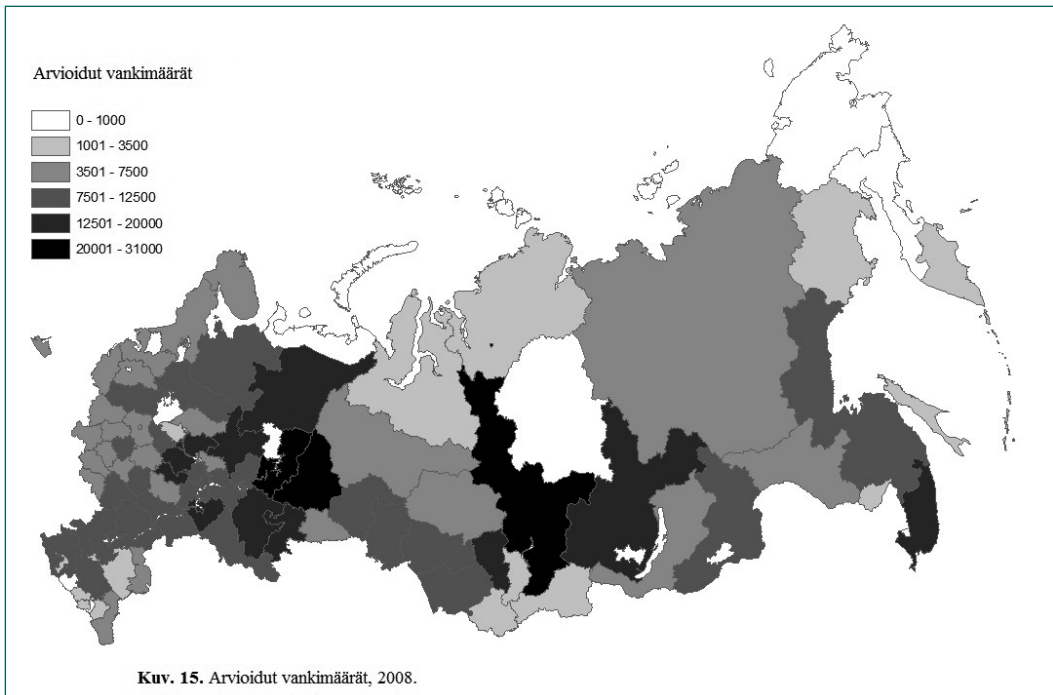 Arvioidut vankimäärät
0 - 1000
1001 - 3500
3501 - 7500
7501 - 12500
12501 - 20000
20001 - 31000
Kuv. 15. Arvioidut vankimäärät, 2008.